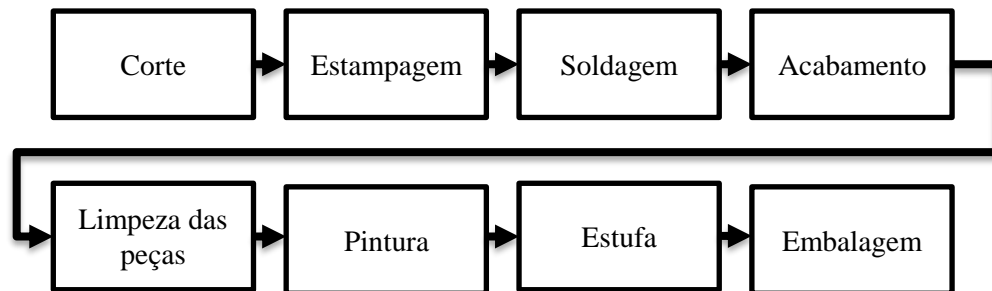 Corte
Estampagem
Soldagem
Acabamento
Limpeza das
peças
Pintura
Estufa
Embalagem